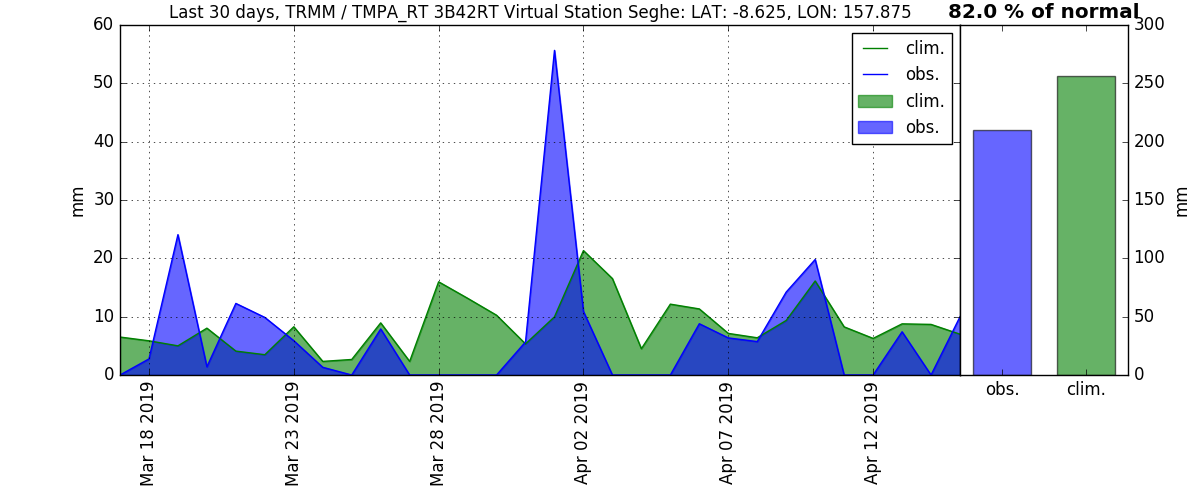 Last 30 days, TRMM / TMPA_RT 3B42RT Virtual Station Seghe: LAT: -8.625, LON: 157.875
82.0 % of normal
60
50
40
30
20
10
0
mm
clim.
obs.
clim.
obs.
300
250
200
150
100
50
0
mm
Mar 18 2019
Mar 23 2019
Mar 28 2019
Apr 02 2019
Apr 07 2019
Apr 12 2019
obs.
clim.